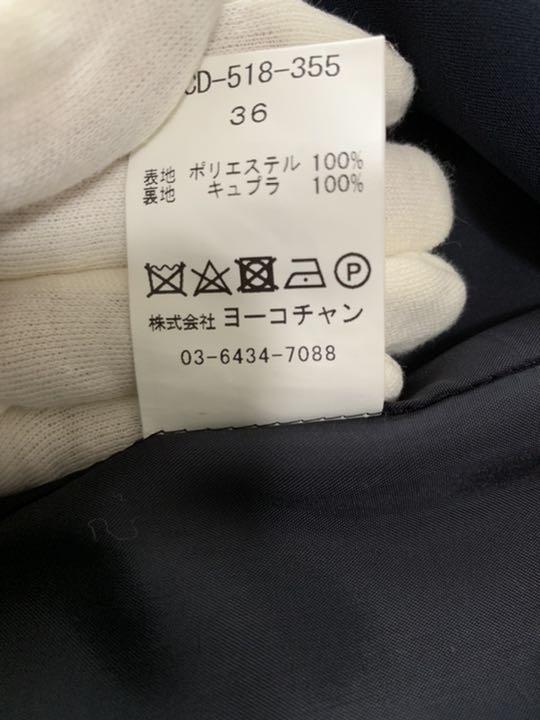 CD-518-355
36
表地 ポリエステル 100%
裏地 キュプラ 100%
P
株式会社 ヨーコチャン
03-6434-7088